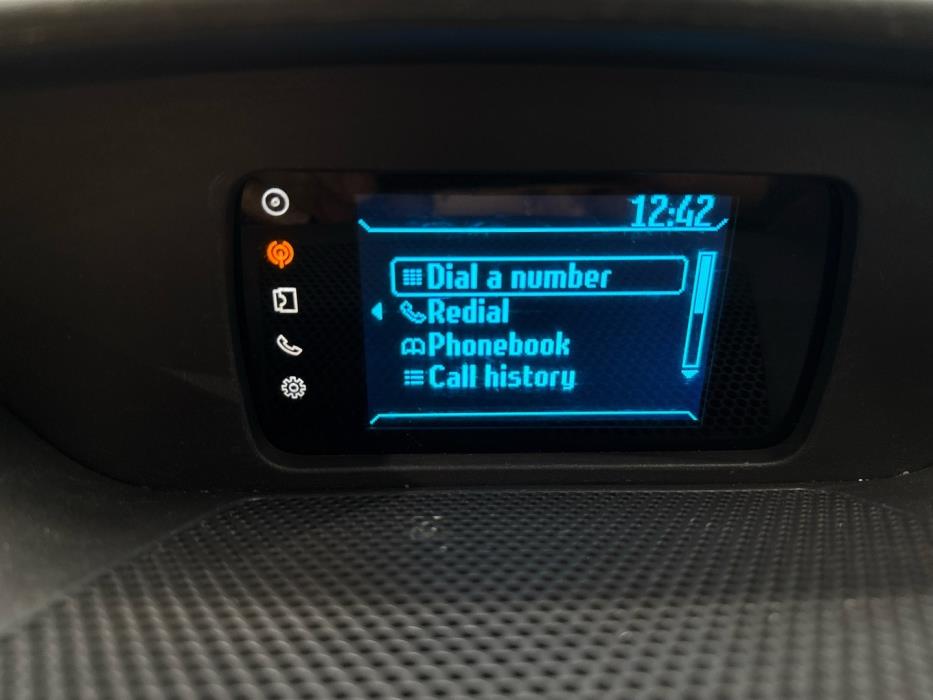 12:42
Dial a number
Redial
Phonebook
Call history